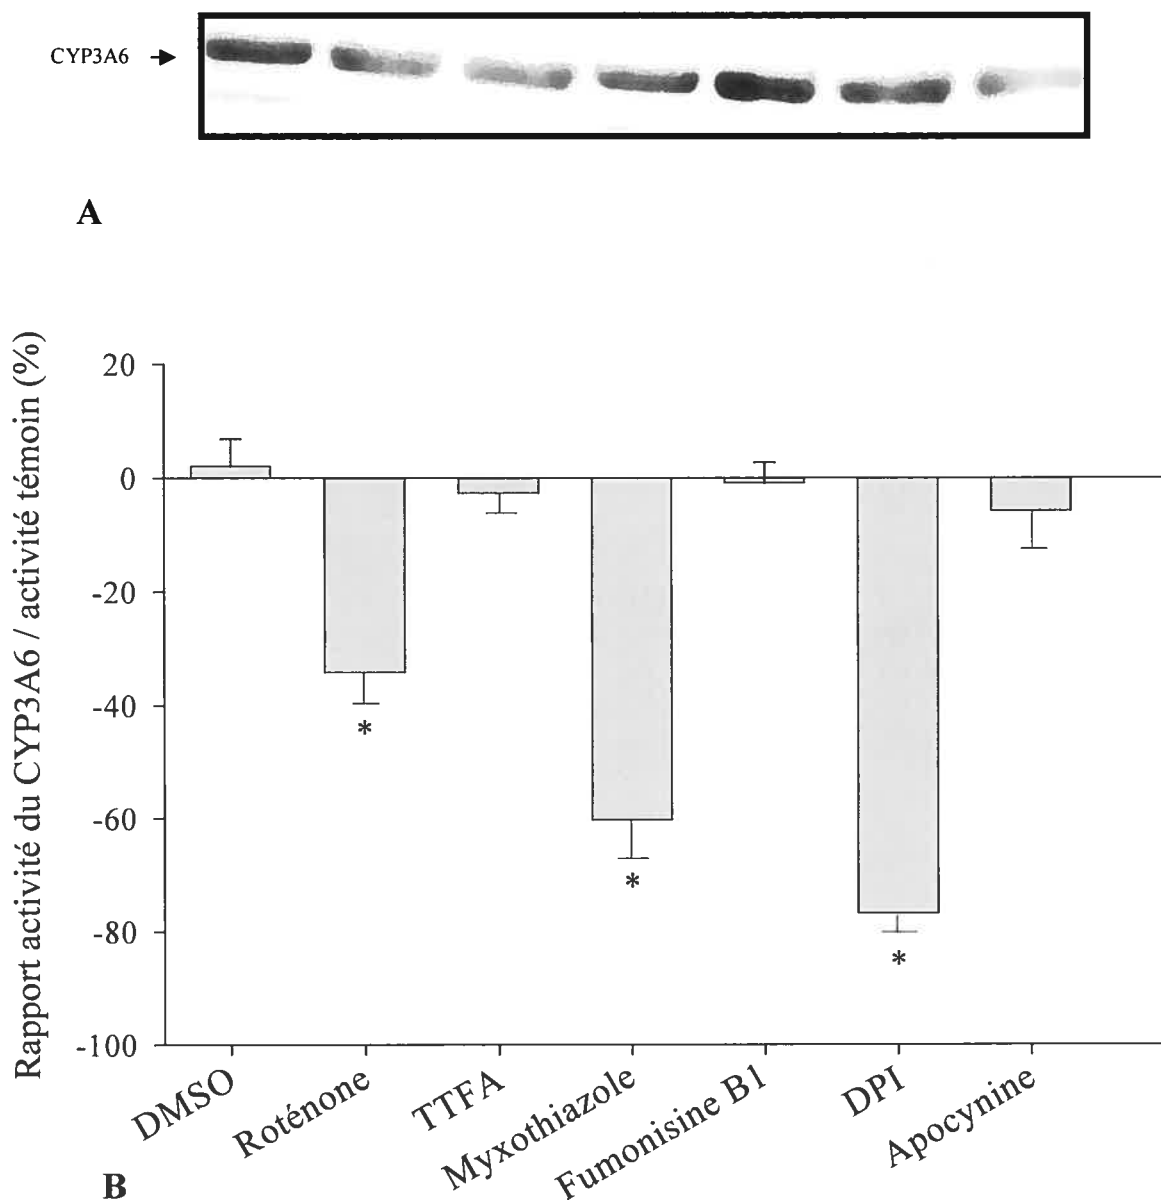 CYP3A6
A
Rapport activité du CYP3A6 / activité témoin (%)
20
0
-20
-40
-60
-80
-100
*
*
*
DMSO
Roténone
TTFA
Myxothiazole
Fumonisine B1
DPI
Apocynine
B